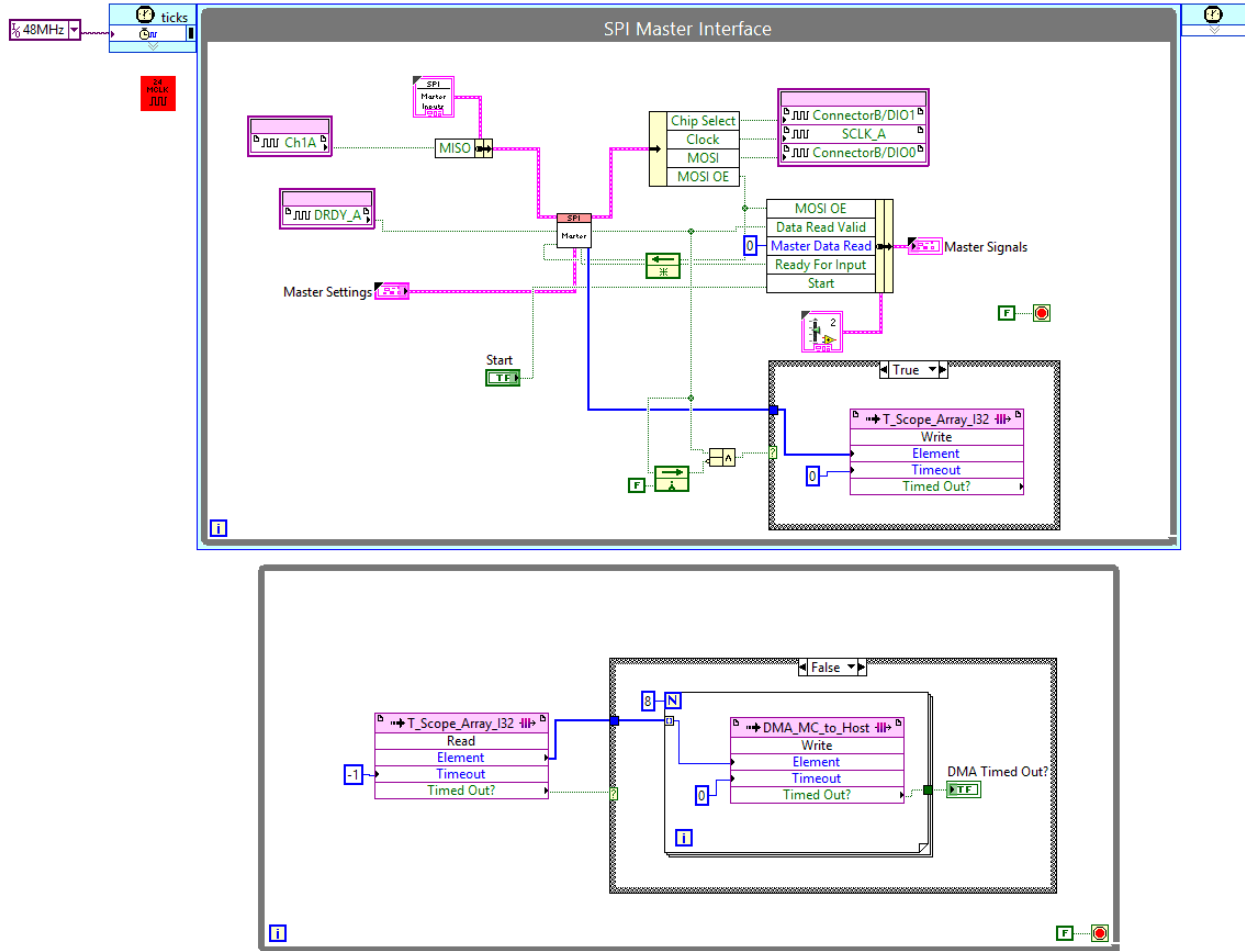 48MHz
ticks
SPI Master Interface
24
MCLK
SPI
Master
Inputs
Ch1A
MISO
Chip Select
Clock
MOSI
MOSI OE
ConnectorB/DIO1
SCLK_A
ConnectorB/DIO0
DRDY_A
SPI
Master
MOSI OE
Data Read Valid
0
Master Data Read
Ready For Input
Start
Master Signals
Master Settings
2
F
Start
TF
True
T_Scope_Array_I32
Write
Element
0
Timeout
Timed Out?
F
i
False
8
N
T_Scope_Array_I32
Read
Element
-1
Timeout
Timed Out?
DMA_MC_to_Host
Write
Element
Timeout
0
Timed Out?
DMA Timed Out?
TF
i
i
F